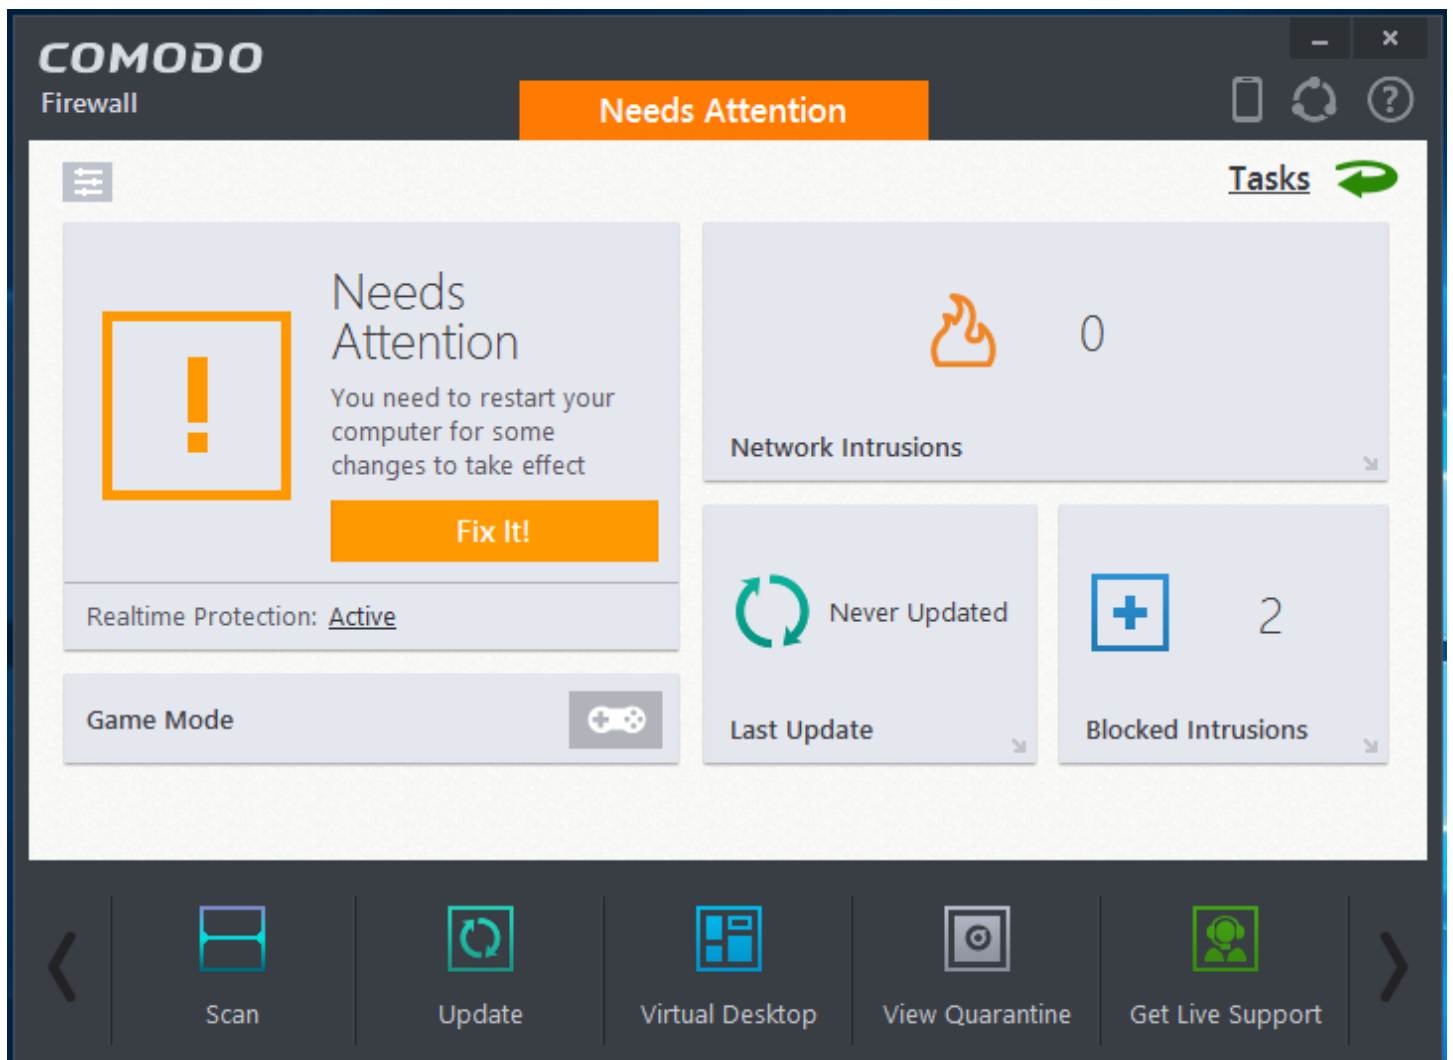 COMODO
Firewall
Needs Attention
Tasks
Needs
Attention
You need to restart your
computer for some
changes to take effect
Fix It!
Realtime Protection: Active
Game Mode
0
Network Intrusions
Never Updated
Last Update
2
Blocked Intrusions
Scan
Update
Virtual Desktop
View Quarantine
Get Live Support